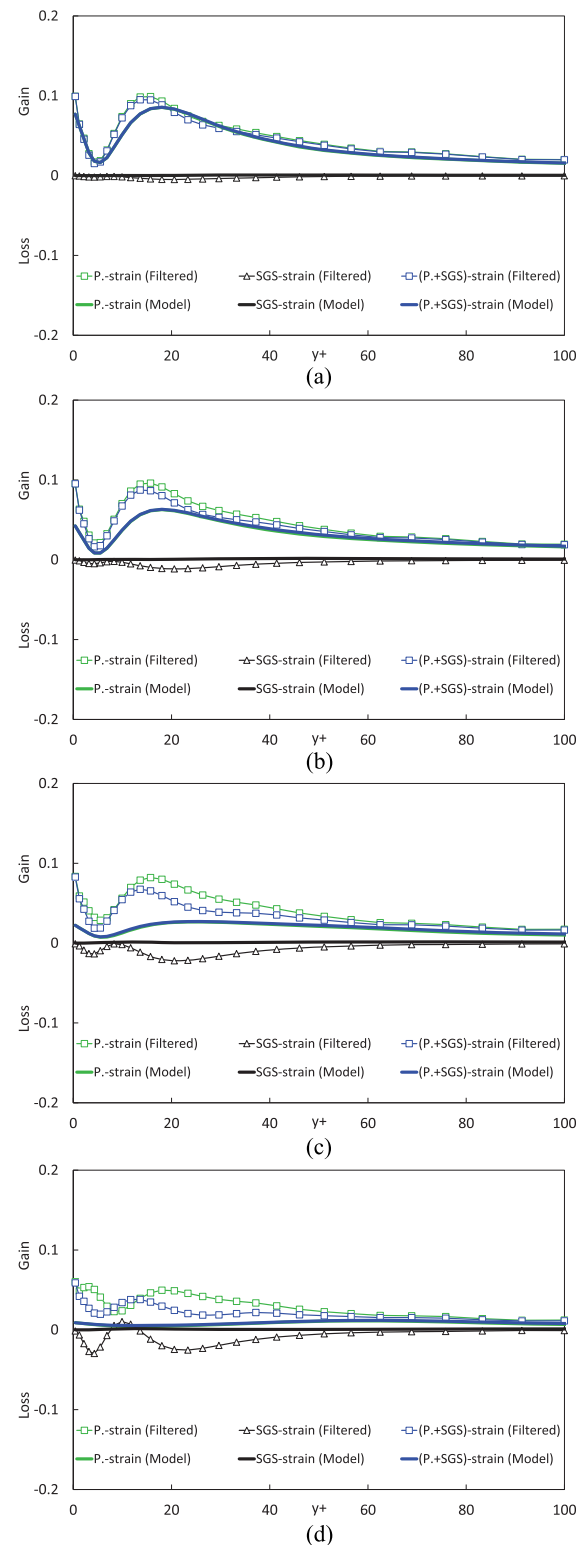 0.2
Gain
0.1
0
Loss
-0.1
P.-strain (Filtered) SGS-strain (Filtered) (P.+SGS)-strain (Filtered)
P.-strain (Model) SGS-strain (Model) (P.+SGS)-strain (Model)
-0.2
0 20 40 y+ 60 80 100
(a)
0.2
Gain
0.1
0
Loss
-0.1
P.-strain (Filtered) SGS-strain (Filtered) (P.+SGS)-strain (Filtered)
P.-strain (Model) SGS-strain (Model) (P.+SGS)-strain (Model)
-0.2
0 20 40 y+ 60 80 100
(b)
0.2
Gain
0.1
0
Loss
-0.1
P.-strain (Filtered) SGS-strain (Filtered) (P.+SGS)-strain (Filtered)
P.-strain (Model) SGS-strain (Model) (P.+SGS)-strain (Model)
-0.2
0 20 40 y+ 60 80 100
(c)
0.2
Gain
0.1
0
Loss
-0.1
P.-strain (Filtered) SGS-strain (Filtered) (P.+SGS)-strain (Filtered)
P.-strain (Model) SGS-strain (Model) (P.+SGS)-strain (Model)
-0.2
0 20 40 y+ 60 80 100
(d)